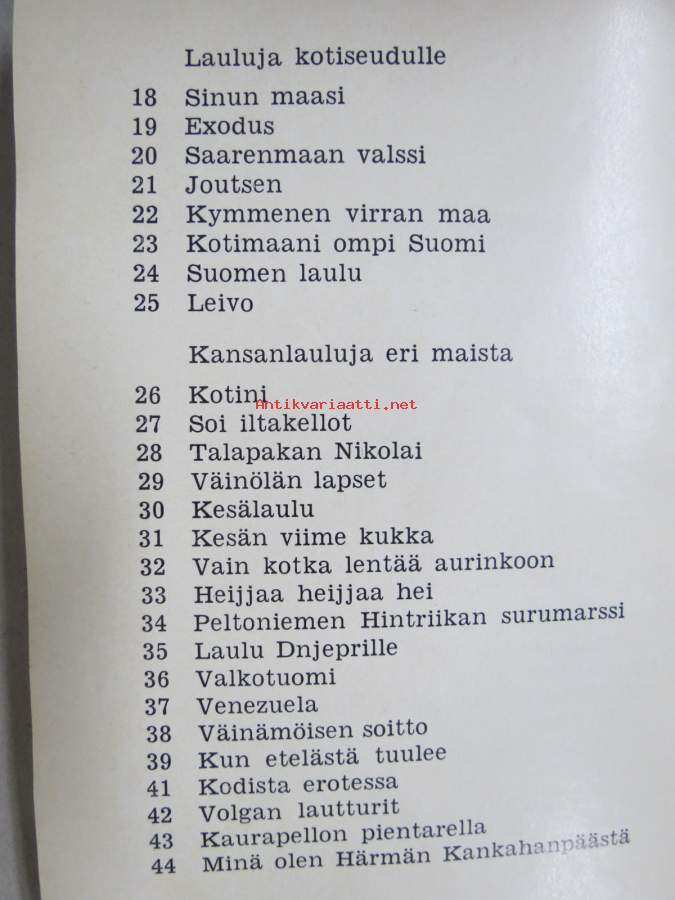 Lauluja kotiseudulle
18 Sinun maasi
19 Exodus
20 Saarenmaan valssi
21 Joutsen
22 Kymmenen virran maa
23 Kotimaani ompi Suomi
24 Suomen laulu
25 Leivo
Kansanlauluja eri maista
26 Kotini
Antikvariaatti.net
27 Soi iltakellot
28 Talapakan Nikolai
29 Väinölän lapset
30 Kesälaulu
31 Kesän viime kukka
32 Vain kotka lentää aurinkoon
33 Heijjaa heijjaa hei
34 Peltoniemen Hintriikan surumarssi
35 Laulu Dnjeprille
36 Valkotuomi
37 Venezuela
38 Väinämöisen soitto
39 Kun etelästä tuulee
41 Kodista erotessa
42 Volgan lautturit
43 Kaurapellon pientarella
44 Minä olen Härmän Kankahanpäästä